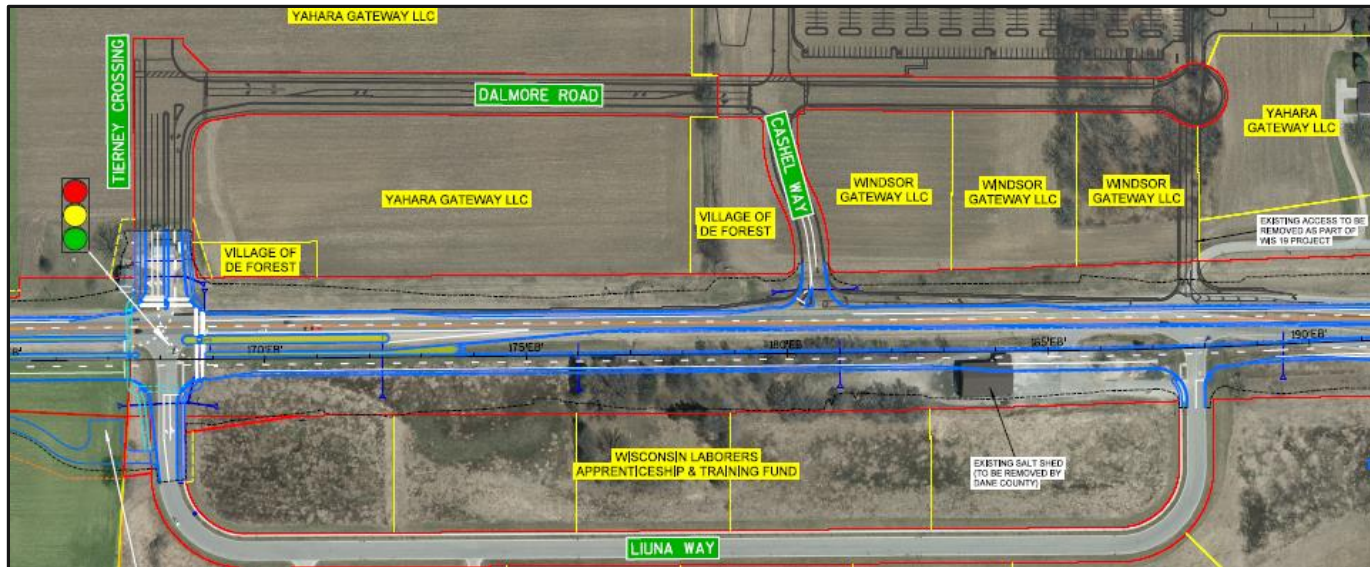 YAHARA GATEWAY LLC
TIERNEY CROSSING
DALMORE ROAD
CASHEL WAY
YAHARA
GATEWAY LLC
YAHARA GATEWAY LLC
WINDSOR
GATEWAY LLC
WINDSOR
GATEWAY LLC
WINDSOR
GATEWAY LLC
VILLAGE OF
DE FOREST
VILLAGE OF
DE FOREST
EXISTING ACCESS TO BE
REMOVED AS PART OF
WIS 19 PROJECT
170'EB'
175'EB'
180'EB'
190'EB'
WISCONSIN LABORERS
APPRENTICESHIP & TRAINING FUND
EXISTING SALT SHED
(TO BE REMOVED BY
DANE COUNTY)
LIUNA WAY